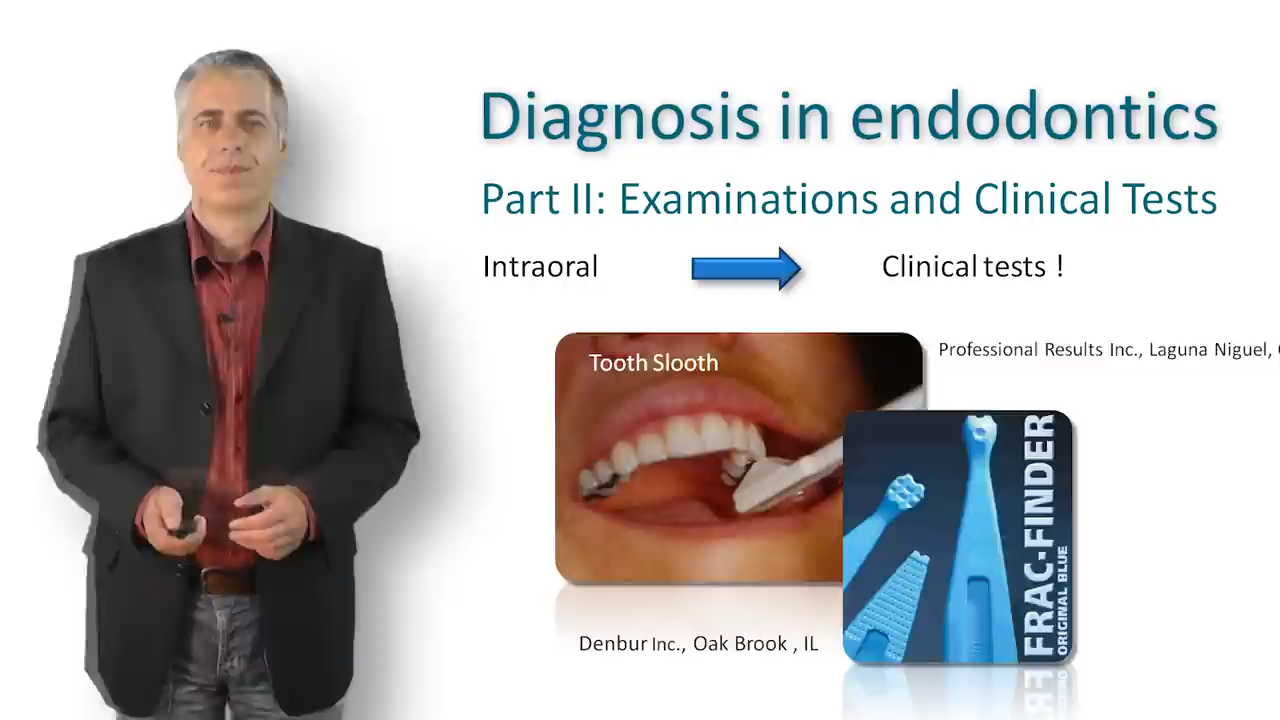 Diagnosis in endodontics
Part II: Examinations and Clinical Tests
Intraoral
Clinical tests !
Tooth Slooth
Professional Results Inc., Laguna Niguel,
FRAC-FINDER
ORIGINAL BLUE
Denbur Inc., Oak Brook , IL